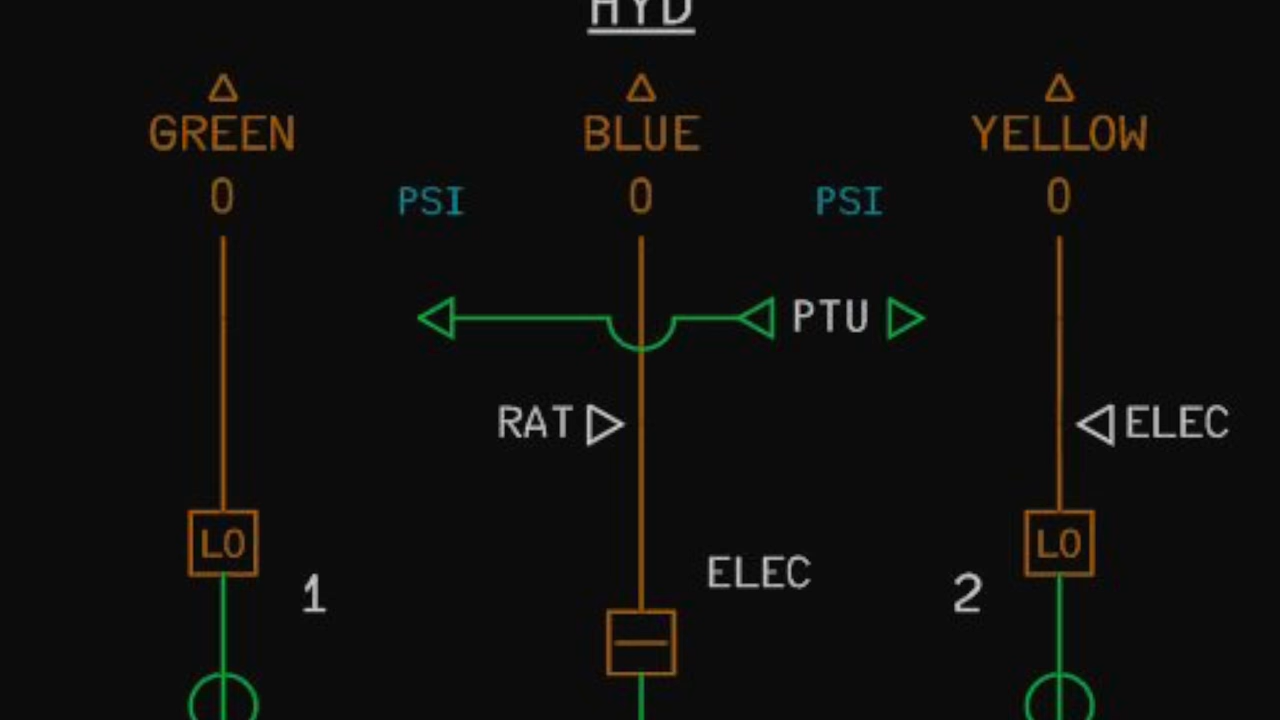 HYD
GREEN BLUE YELLOW
0 PSI 0 PSI 0
PTU
RAT ELEC
LO LO
ELEC
1 2